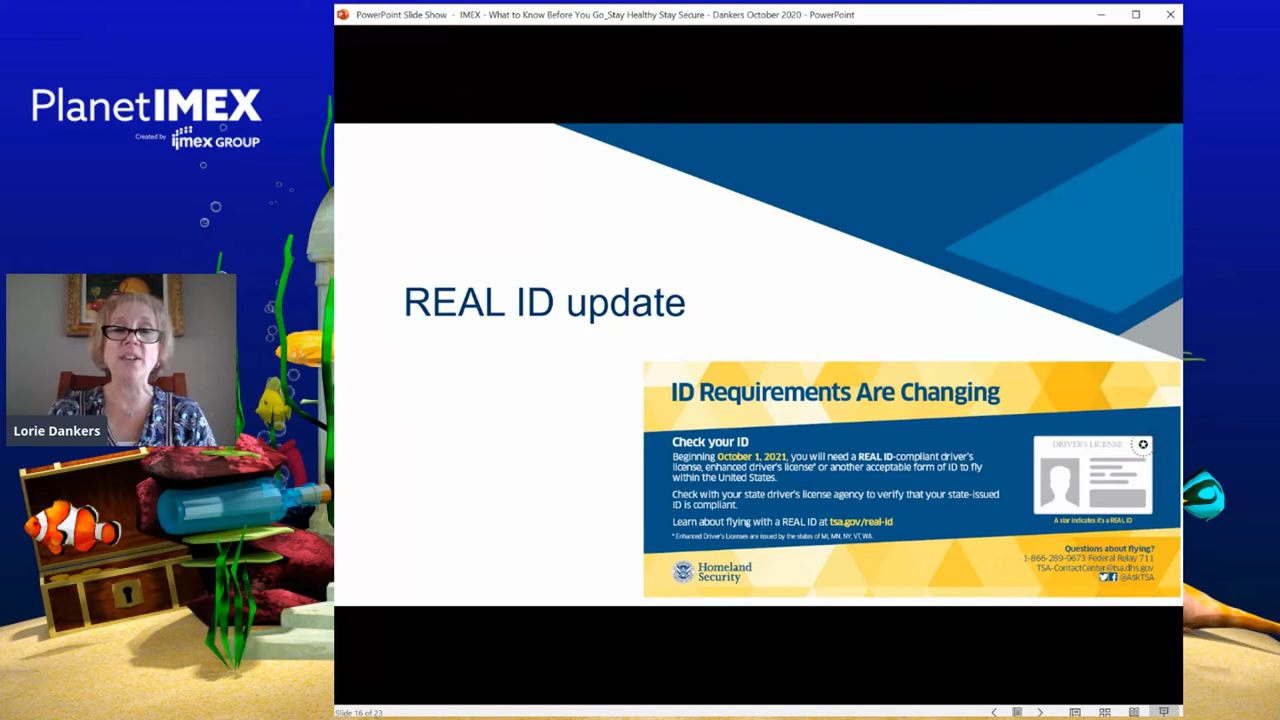 PowerPoint Slide Show - IMEX - What to Know Before You Go_Stay Healthy Stay Secure - Dankers October 2020 - PowerPoint
PlanetIMEX
Created by imex GROUP
Lorie Dankers
REAL ID update
ID Requirements Are Changing
Check your ID
Beginning October 1, 2021, you will need a REAL ID-compliant driver's
license, enhanced driver's license* or another acceptable form of ID to fly
within the United States.
Check with your state driver's license agency to verify that your state-issued
ID is compliant.
Learn about flying with a REAL ID at tsa.gov/real-id
* Enhanced Driver's Licenses are issued by the states of MI, MN, NY, VT, WA.
DRIVER'S LICENSE
A star indicates it's a REAL ID
Homeland
Security
Questions about flying?
1-866-289-9673 Federal Relay 711
TSA-ContactCenter@tsa.dhs.gov
@AskTSA
Slide 16 of 23